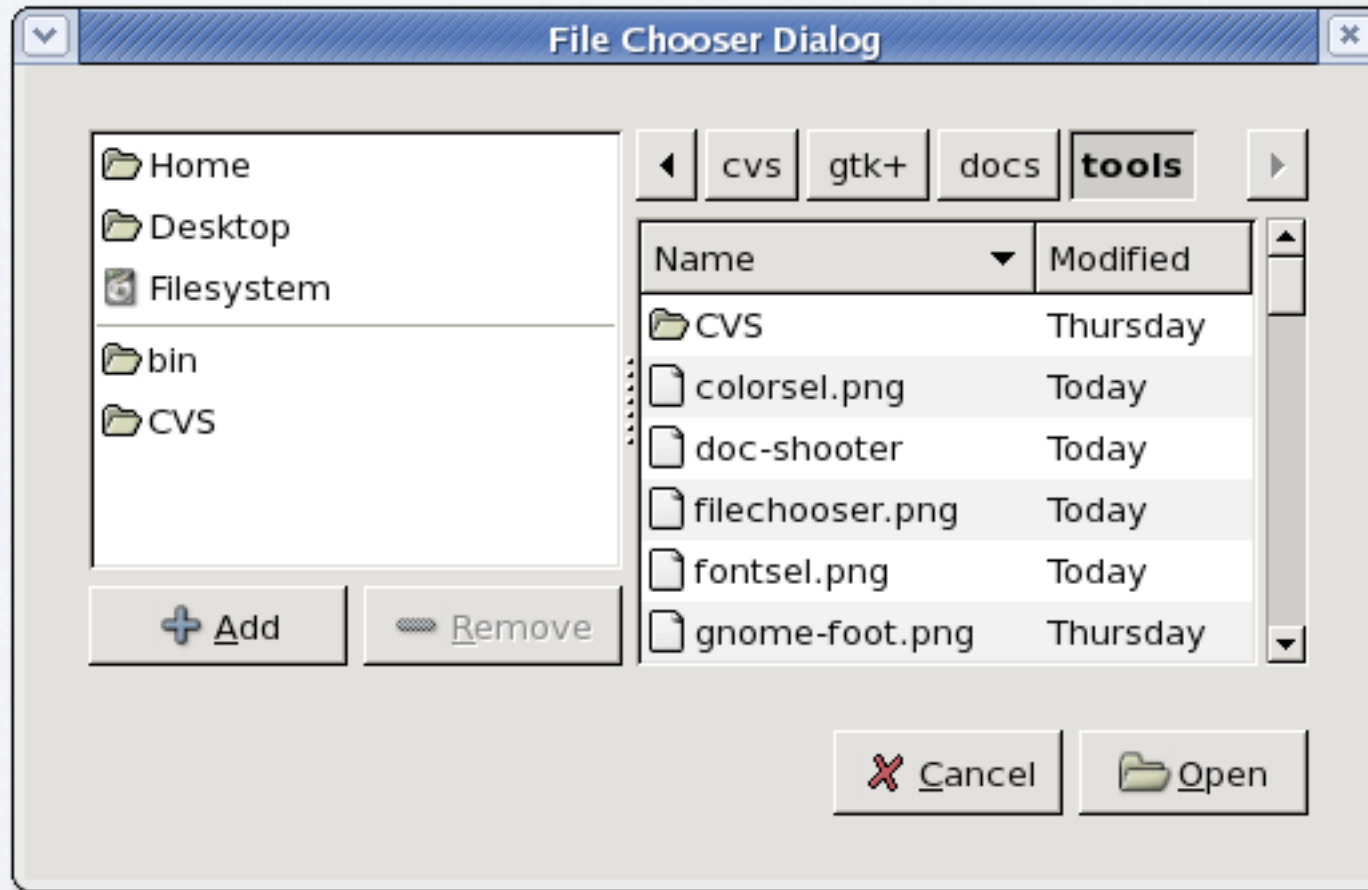 File Chooser Dialog
Home
Desktop
Filesystem
bin
CVS
Add Remove
cvs gtk+ docs tools
Name Modified
CVS Thursday
colorsel.png Today
doc-shooter Today
filechooser.png Today
fontsel.png Today
gnome-foot.png Thursday
Cancel Open